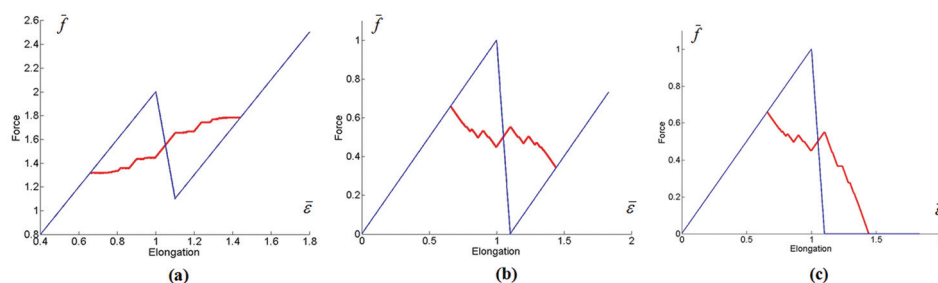 f̄
2.6
2.4
2.2
2
1.8
1.6
1.4
1.2
1
0.8
Force
0.4 0.6 0.8 1 1.2 1.4 1.6 1.8
Elongation
ε̄
(a)
f̄
1
0.8
0.6
0.4
0.2
0
Force
0 0.5 1 1.5 2
Elongation
ε̄
(b)
f̄
1
0.8
0.6
0.4
0.2
0
Force
0 0.5 1 1.5
Elongation
(c)